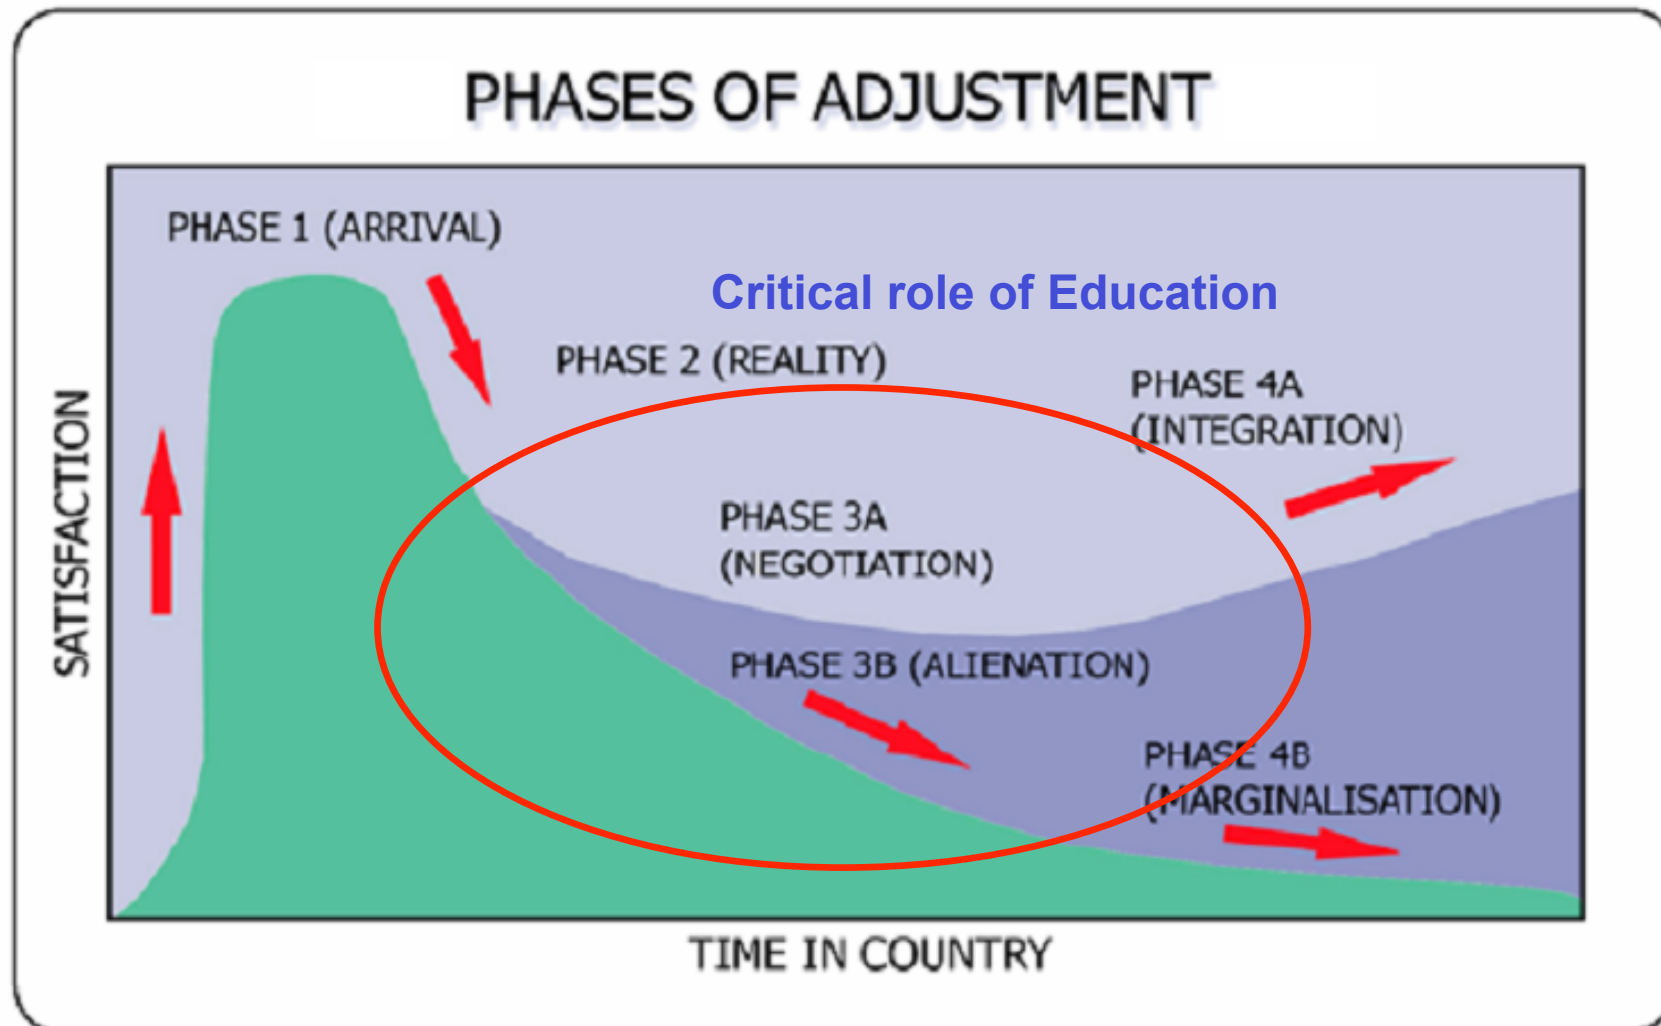 PHASES OF ADJUSTMENT
PHASE 1 (ARRIVAL)
Critical role of Education
PHASE 2 (REALITY)
PHASE 4A
(INTEGRATION)
PHASE 3A
(NEGOTIATION)
PHASE 3B (ALIENATION)
PHASE 4B
(MARGINALISATION)
SATISFACTION
TIME IN COUNTRY